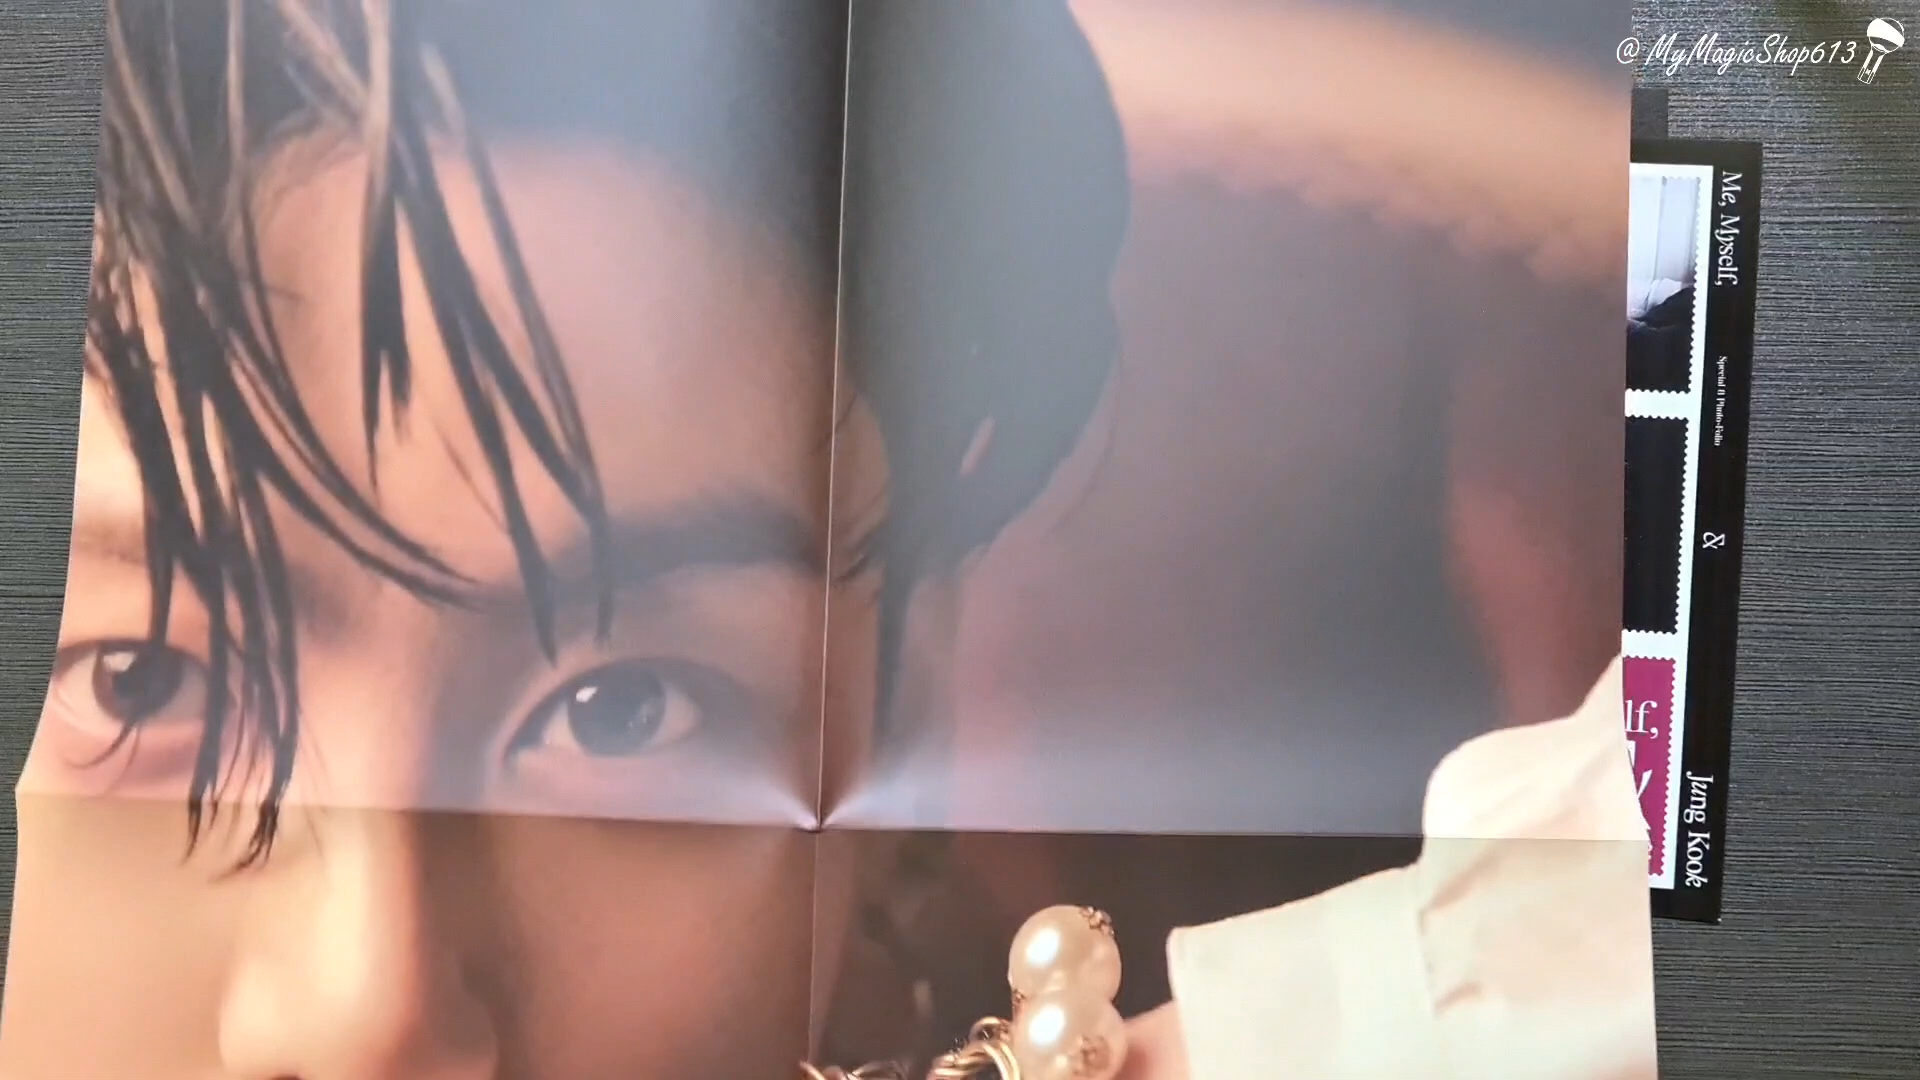 @ MyMagicShop613
Me, Myself,
Special 8 Photo-Folio
&
Jung Kook
lf,